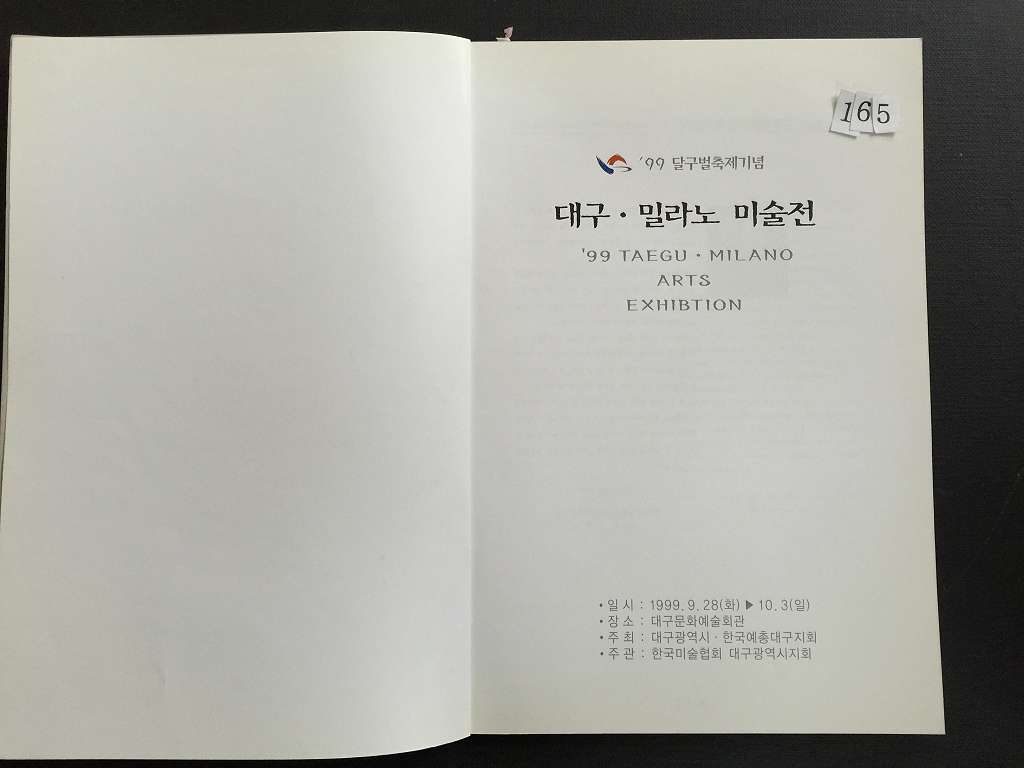 165
'99 달구벌축제기념
대구·밀라노 미술전
'99 TAEGU·MILANO
ARTS
EXHIBTION
•일 시 : 1999. 9. 28(화) ▶ 10. 3(일)
•장 소 : 대구문화예술회관
•주 최 : 대구광역시·한국예총대구지회
•주 관 : 한국미술협회 대구광역시지회